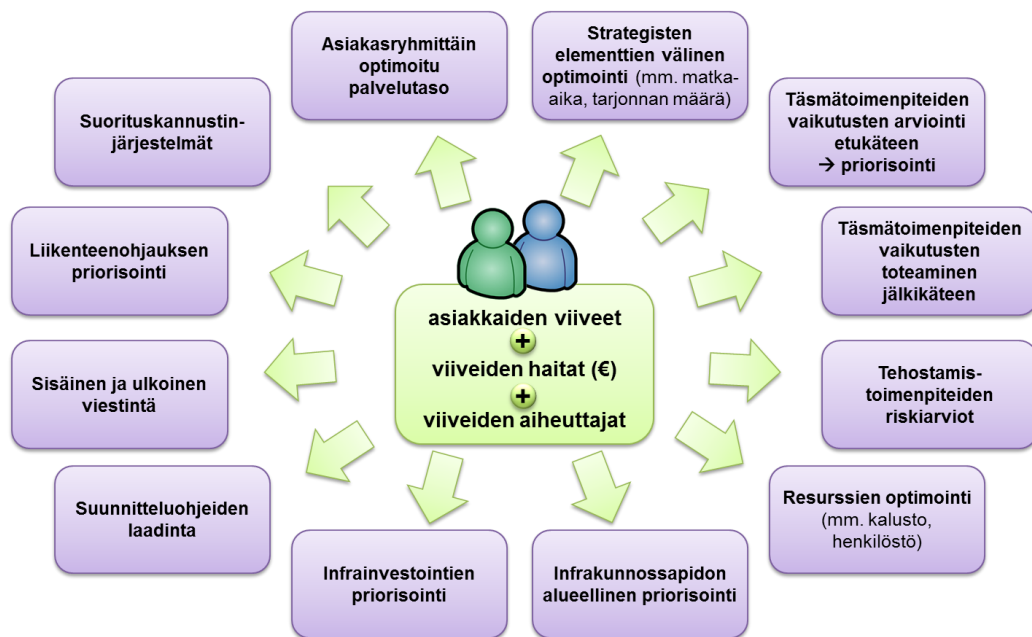 Asiakasryhmittäin
optimoitu
palvelutaso
Strategisten
elementtien välinen
optimointi (mm. matka-
aika, tarjonnan määrä)
Täsmätoimenpiteiden
vaikutusten arviointi
etukäteen
→ priorisointi
Täsmätoimenpiteiden
vaikutusten
toteaminen
jälkikäteen
Tehostamis-
toimenpiteiden
riskiarviot
Resurssien optimointi
(mm. kalusto,
henkilöstö)
Infrakunnossapidon
alueellinen priorisointi
Infrainvestointien
priorisointi
Suunnitteluohjeiden
laadinta
Sisäinen ja ulkoinen
viestintä
Liikenteenohjauksen
priorisointi
Suorituskannustin-
järjestelmät
asiakkaiden viiveet
+
viiveiden haitat (€)
+
viiveiden aiheuttajat